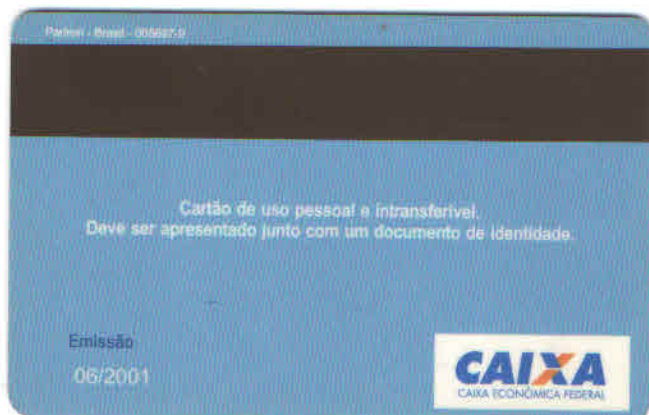 Cartão de uso pessoal e intransferível.
Deve ser apresentado junto com um documento de identidade.
Emissão
06/2001
CAIXA
CAIXA ECONÔMICA FEDERAL